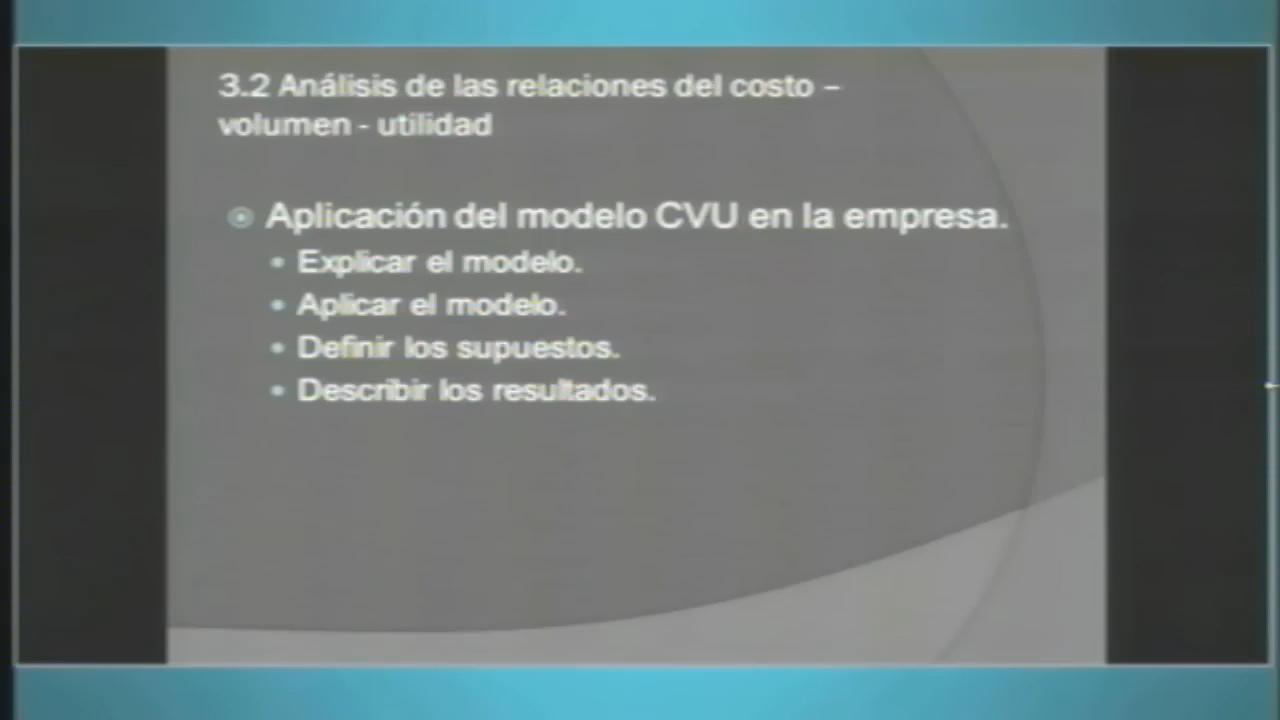 3.2 Análisis de las relaciones del costo –
volumen - utilidad
Aplicación del modelo CVU en la empresa.
Explicar el modelo.
Aplicar el modelo.
Definir los supuestos.
Describir los resultados.